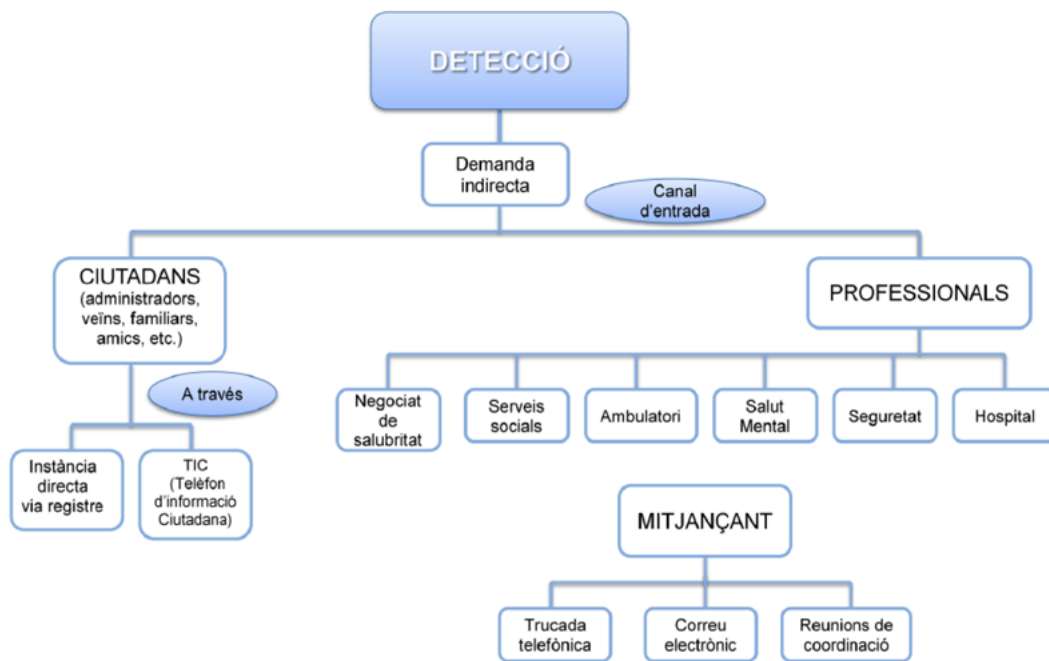 DETECCIÓ
Demanda
indirecta
Canal
d'entrada
CIUTADANS
(administradors,
veïns, familiars,
amics, etc.)
PROFESSIONALS
A través
Instància
directa
via registre
TIC
(Telèfon
d'informació
Ciutadana)
Negociat
de
salubritat
Serveis
socials
Ambulatori
Salut
Mental
Seguretat
Hospital
MITJANÇANT
Trucada
telefònica
Correu
electrònic
Reunions de
coordinació